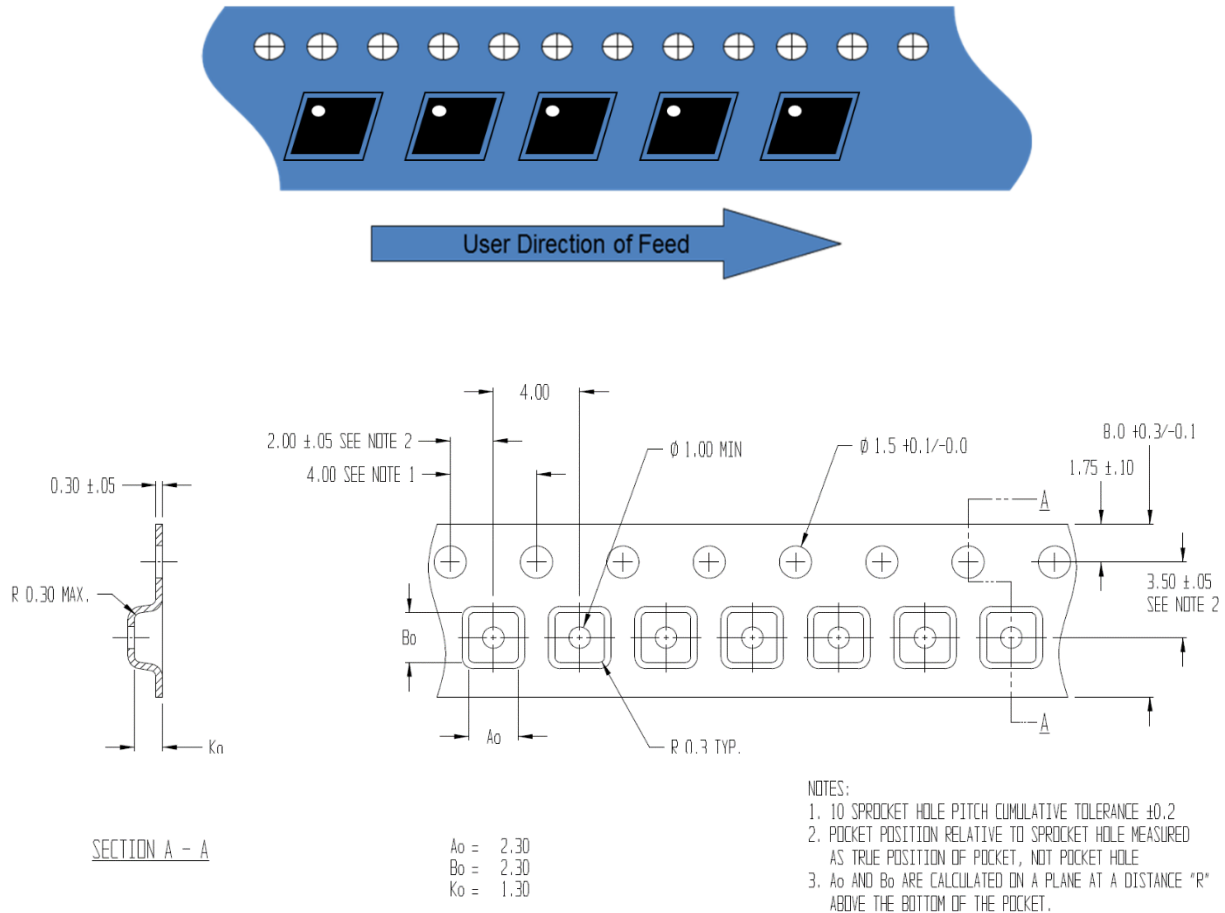 User Direction of Feed
4.00
2.00 ±.05 SEE NOTE 2
4.00 SEE NOTE 1
Ø 1.00 MIN
Ø 1.5 +0.1/-0.0
8.0 +0.3/-0.1
1.75 ±.10
0.30 ±.05
A
R 0.30 MAX.
3.50 ±.05
SEE NOTE 2
Bo
A
Ko
Ao
R 0.3 TYP.
SECTION A - A
Ao = 2.30
Bo = 2.30
Ko = 1.30
NOTES:
1. 10 SPROCKET HOLE PITCH CUMULATIVE TOLERANCE ±0.2
2. POCKET POSITION RELATIVE TO SPROCKET HOLE MEASURED
AS TRUE POSITION OF POCKET, NOT POCKET HOLE
3. Ao AND Bo ARE CALCULATED ON A PLANE AT A DISTANCE "R"
ABOVE THE BOTTOM OF THE POCKET.